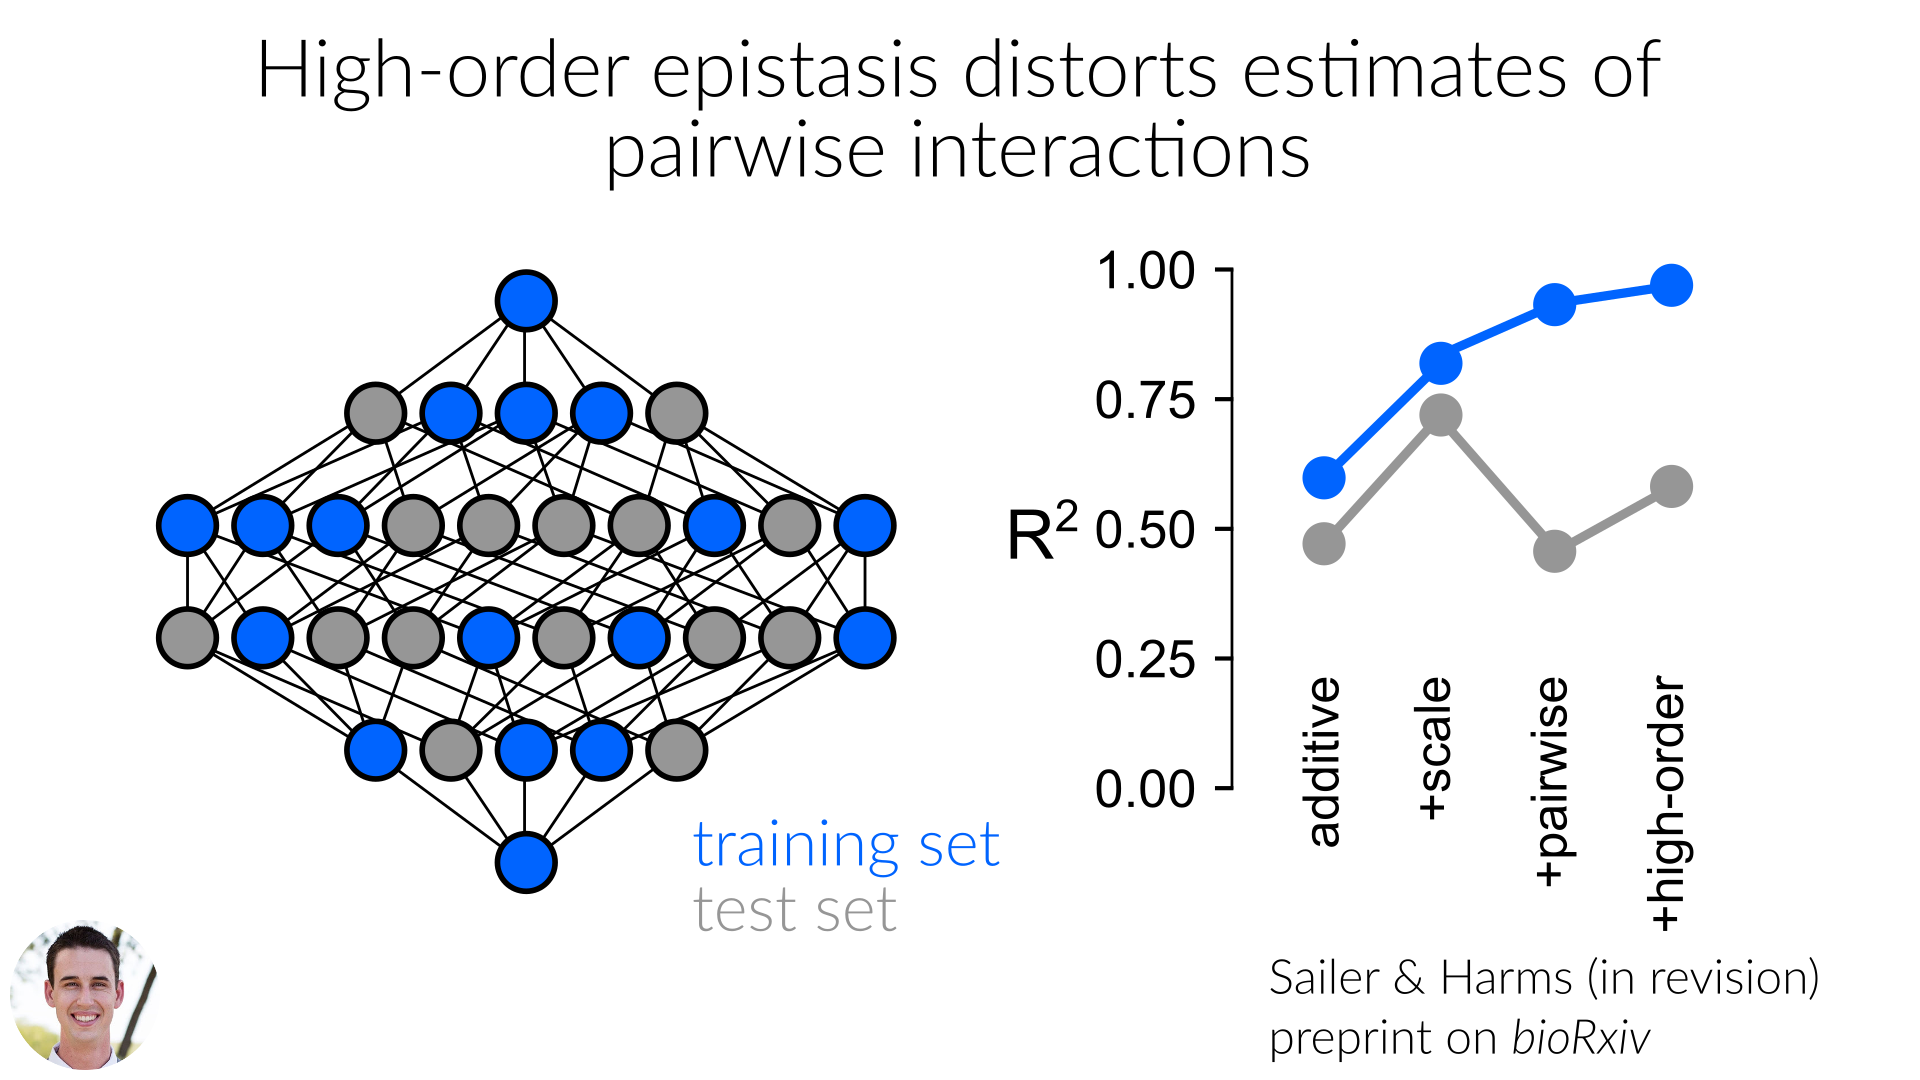 High-order epistasis distorts estimates of
pairwise interactions
training set
test set
R²
1.00
0.75
0.50
0.25
0.00
additive
+scale
+pairwise
+high-order
Sailer & Harms (in revision)
preprint on bioRxiv